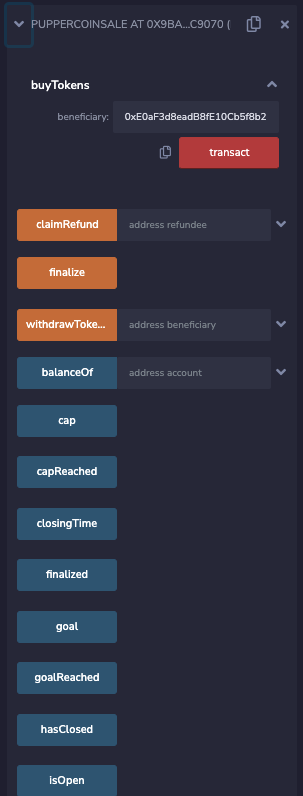 PUPPERCOINSALE AT 0X9BA...C9070 (
buyTokens
beneficiary: 0xE0aF3d8eadB8fE10Cb5f8b2
transact
claimRefund address refundee
finalize
withdrawToke... address beneficiary
balanceOf address account
cap
capReached
closingTime
finalized
goal
goalReached
hasClosed
isOpen